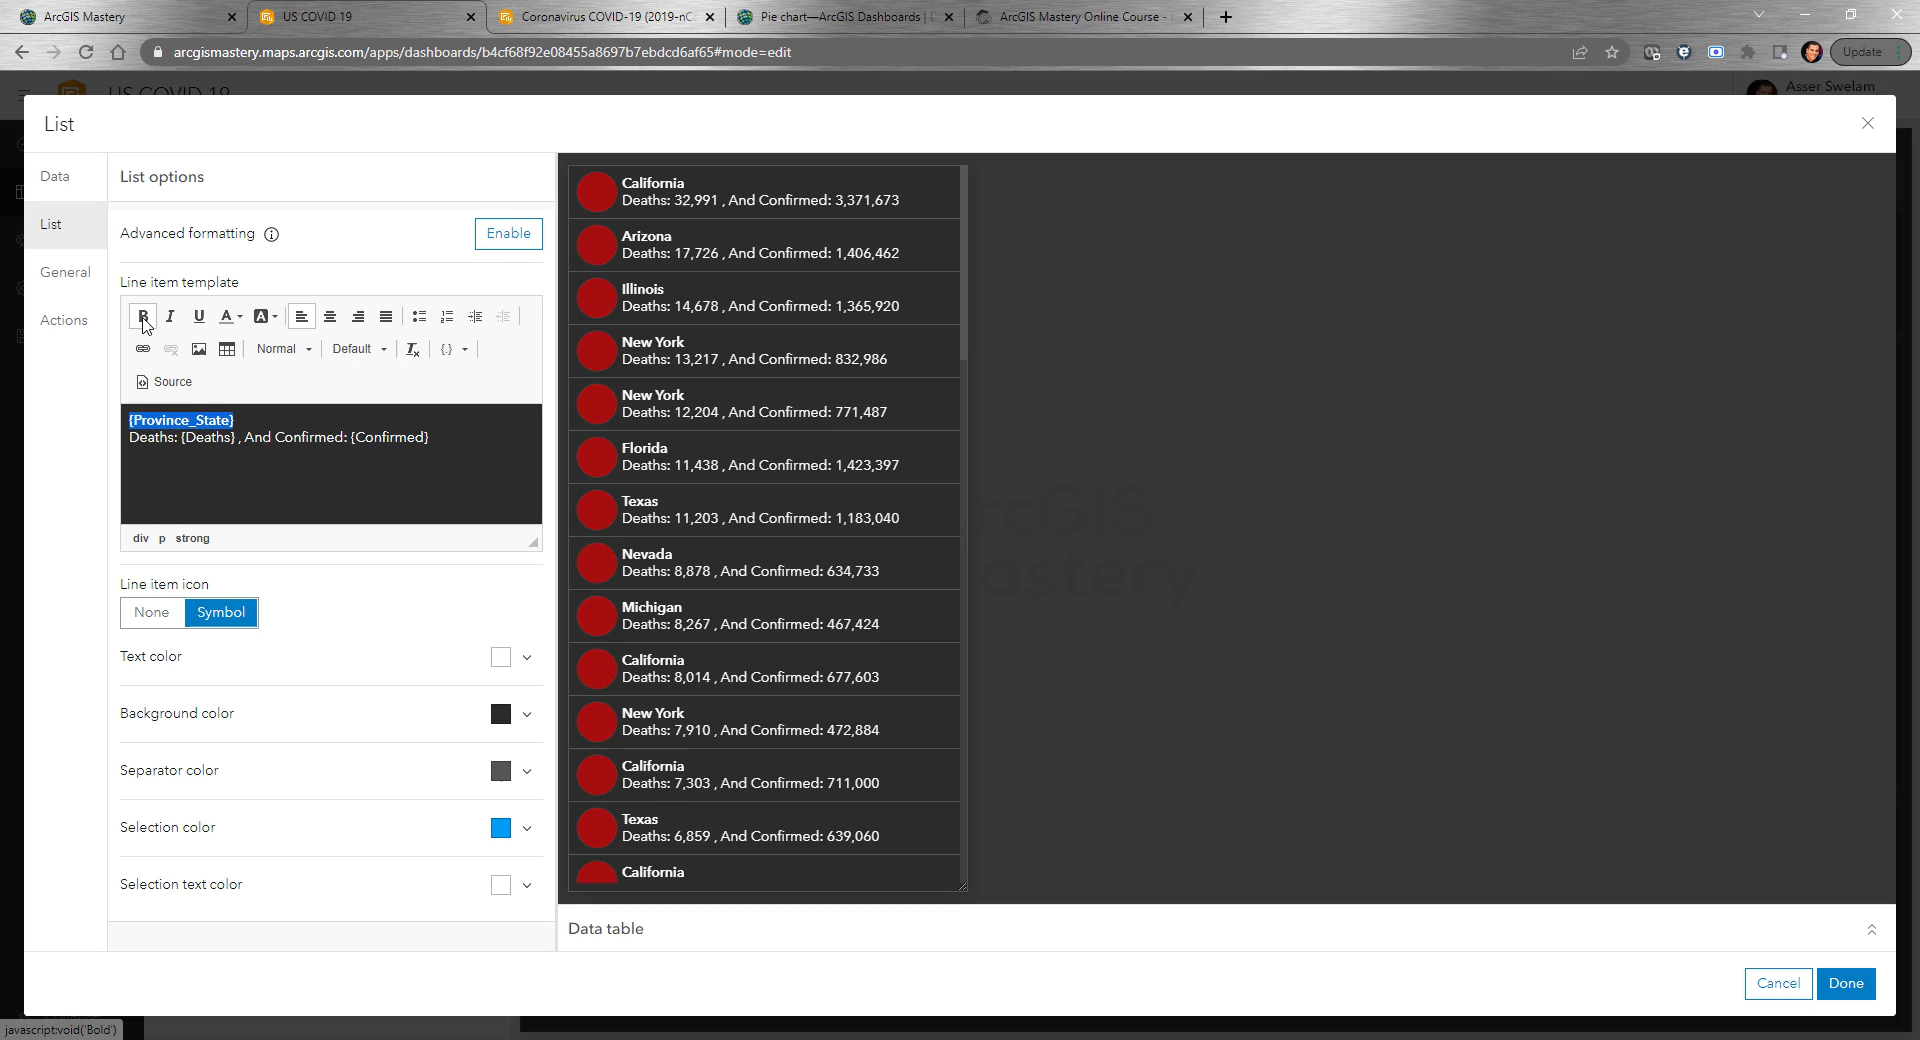 ArcGIS Mastery
US COVID 19
Coronavirus COVID-19 (2019-nC
Pie chart—ArcGIS Dashboards | D
ArcGIS Mastery Online Course -
arcgismastery.maps.arcgis.com/apps/dashboards/b4cf68f92e08455a8697b7ebdcd6af65#mode=edit
Update
US COVID 19
Asser Swelam
List
Data
List
General
Actions
List options
Advanced formatting
Enable
Line item template
B I U A A
Normal
Default
{}
Source
{Province_State}
Deaths: {Deaths} , And Confirmed: {Confirmed}
div p strong
Line item icon
None
Symbol
Text color
Background color
Separator color
Selection color
Selection text color
California
Deaths: 32,991 , And Confirmed: 3,371,673
Arizona
Deaths: 17,726 , And Confirmed: 1,406,462
Illinois
Deaths: 14,678 , And Confirmed: 1,365,920
New York
Deaths: 13,217 , And Confirmed: 832,986
New York
Deaths: 12,204 , And Confirmed: 771,487
Florida
Deaths: 11,438 , And Confirmed: 1,423,397
Texas
Deaths: 11,203 , And Confirmed: 1,183,040
Nevada
Deaths: 8,878 , And Confirmed: 634,733
Michigan
Deaths: 8,267 , And Confirmed: 467,424
California
Deaths: 8,014 , And Confirmed: 677,603
New York
Deaths: 7,910 , And Confirmed: 472,884
California
Deaths: 7,303 , And Confirmed: 711,000
Texas
Deaths: 6,859 , And Confirmed: 639,060
California
Data table
Cancel
Done
javascript:void('Bold')